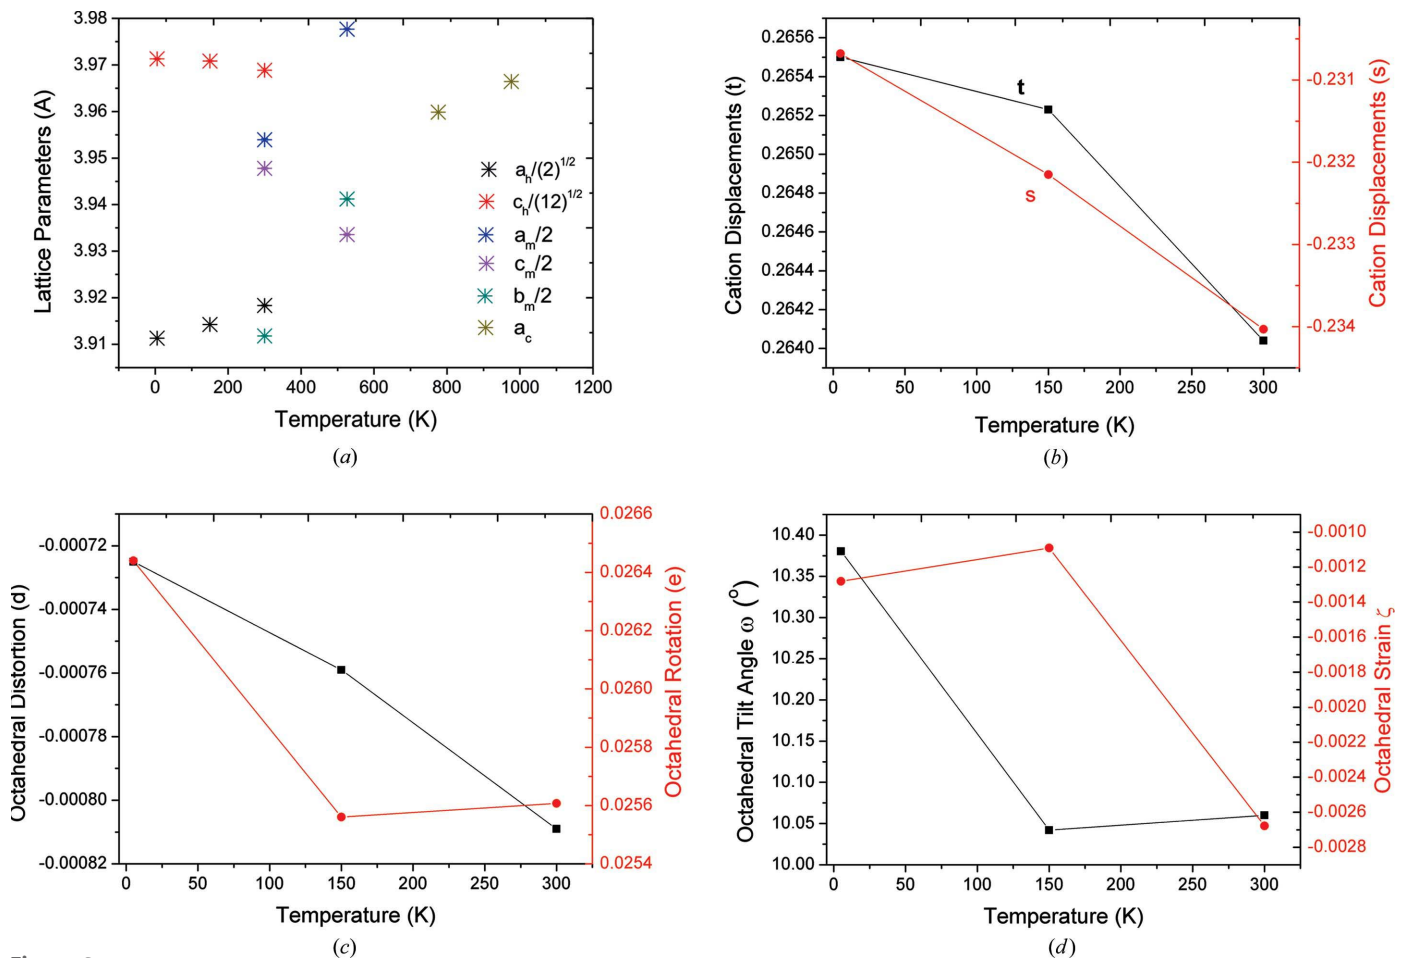 3.98
3.97
3.96
3.95
3.94
3.93
3.92
3.91
Lattice Parameters (A)
a_h/(2)^1/2
c_h/(12)^1/2
a_m/2
c_m/2
b_m/2
a_c
0 200 400 600 800 1000 1200
Temperature (K)
(a)
0.2656
0.2654
0.2652
0.2650
0.2648
0.2646
0.2644
0.2642
0.2640
Cation Displacements (t)
t
s
-0.231
-0.232
-0.233
-0.234
Cation Displacements (s)
0 50 100 150 200 250 300
Temperature (K)
(b)
-0.00072
-0.00074
-0.00076
-0.00078
-0.00080
-0.00082
Octahedral Distortion (d)
0.0266
0.0264
0.0262
0.0260
0.0258
0.0256
0.0254
Octahedral Rotation (e)
0 50 100 150 200 250 300
Temperature (K)
(c)
10.40
10.35
10.30
10.25
10.20
10.15
10.10
10.05
10.00
Octahedral Tilt Angle ω (°)
-0.0010
-0.0012
-0.0014
-0.0016
-0.0018
-0.0020
-0.0022
-0.0024
-0.0026
-0.0028
Octahedral Strain ζ
0 50 100 150 200 250 300
Temperature (K)
(d)